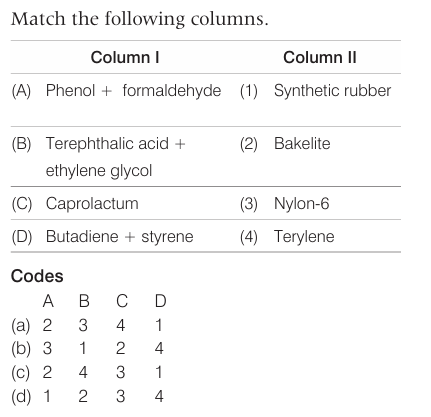 Match the following columns.
Column I Column II
(A) Phenol + formaldehyde (1) Synthetic rubber
(B) Terephthalic acid + (2) Bakelite
ethylene glycol
(C) Caprolactum (3) Nylon-6
(D) Butadiene + styrene (4) Terylene
Codes
A B C D
(a) 2 3 4 1
(b) 3 1 2 4
(c) 2 4 3 1
(d) 1 2 3 4